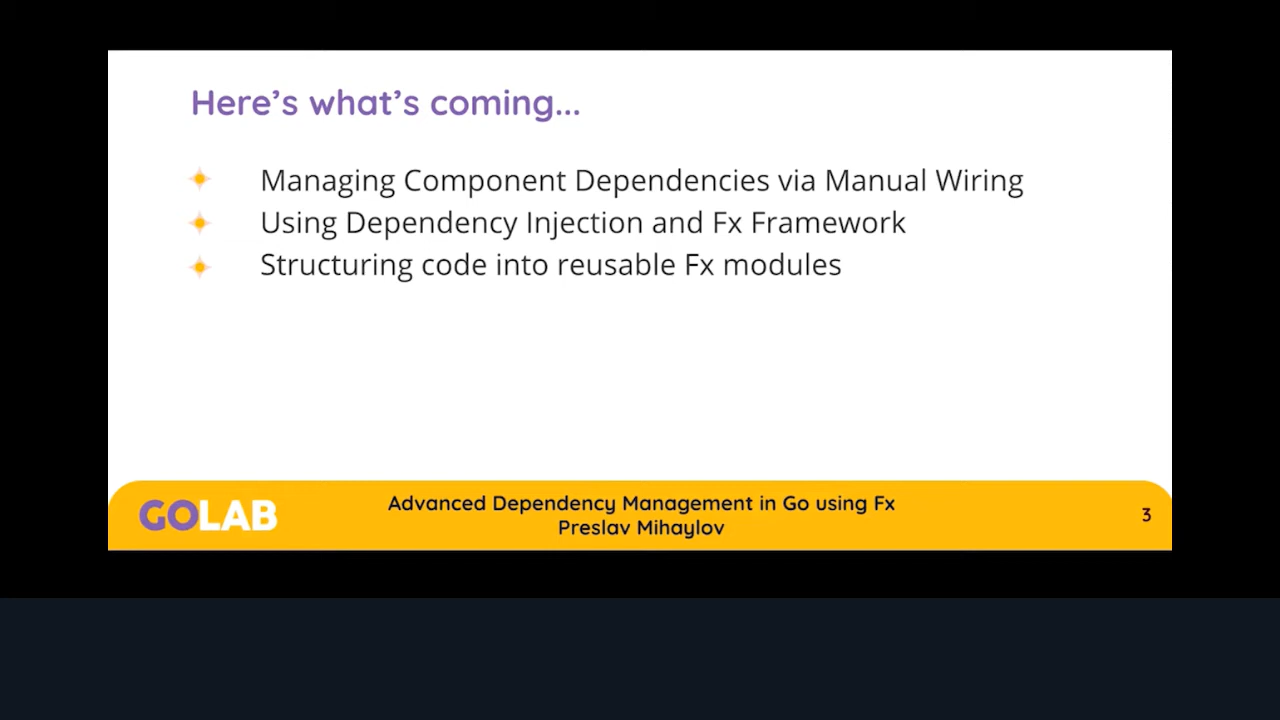 Here’s what’s coming...
Managing Component Dependencies via Manual Wiring
Using Dependency Injection and Fx Framework
Structuring code into reusable Fx modules
GOLAB
Advanced Dependency Management in Go using Fx
Preslav Mihaylov
3